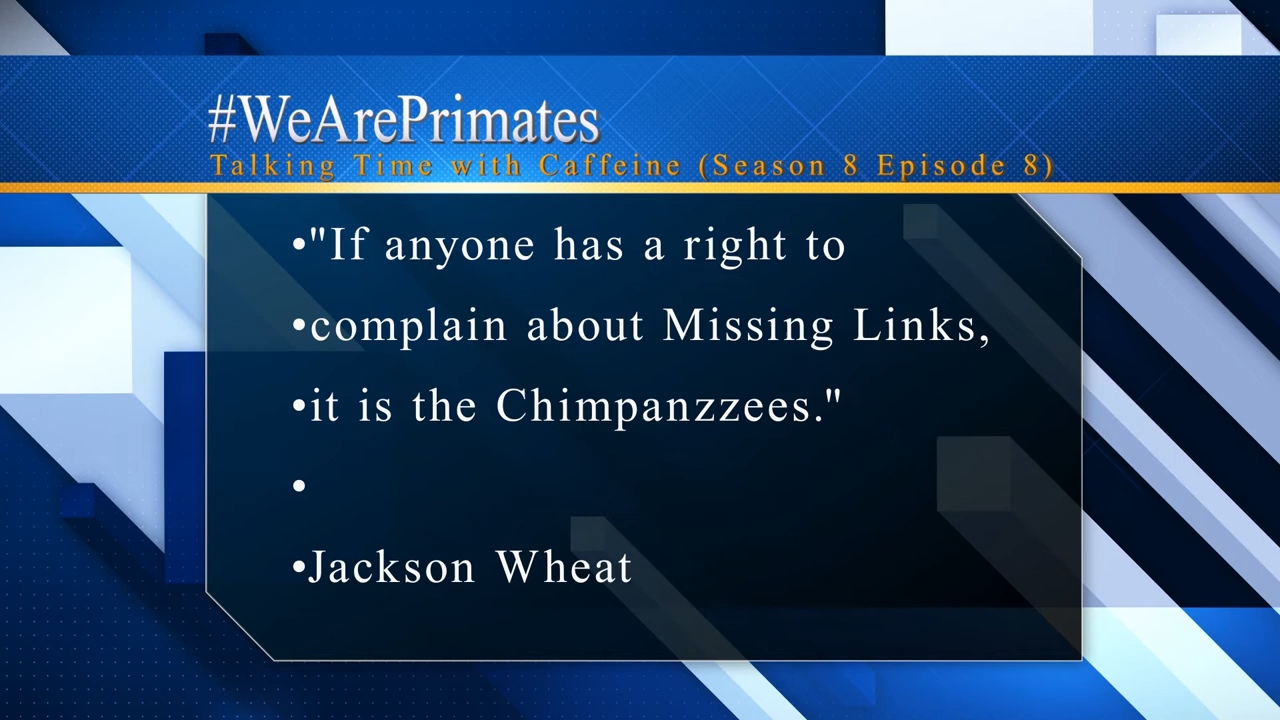 #WeArePrimates
Talking Time with Caffeine (Season 8 Episode 8)
•"If anyone has a right to
•complain about Missing Links,
•it is the Chimpanzzees."
•
•Jackson Wheat